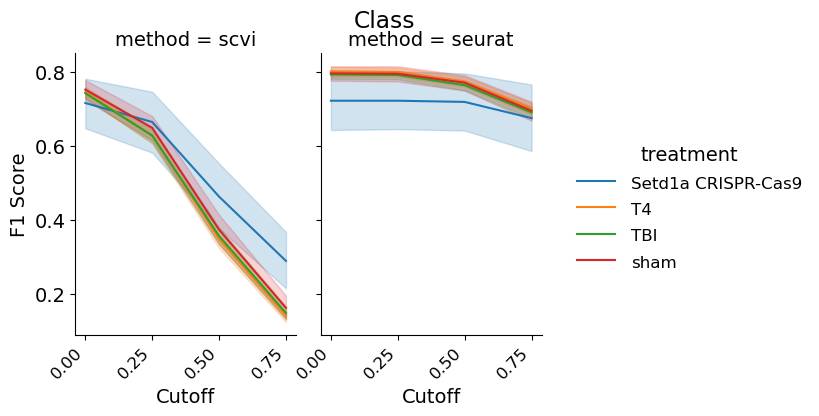 Class
method = scvi
method = seurat
F1 Score
0.8
0.6
0.4
0.2
0.00
0.25
0.50
0.75
0.00
0.25
0.50
0.75
Cutoff
Cutoff
treatment
Setd1a CRISPR-Cas9
T4
TBI
sham